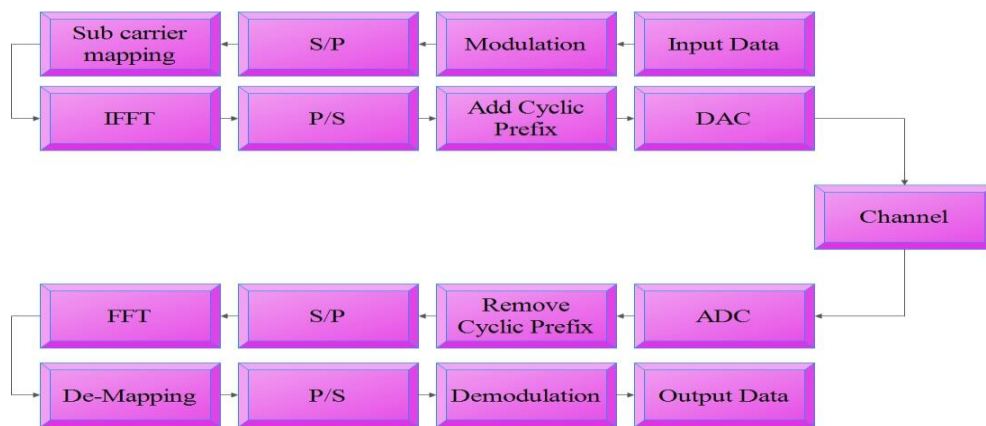 Sub carrier
mapping
S/P
Modulation
Input Data
IFFT
P/S
Add Cyclic
Prefix
DAC
Channel
FFT
S/P
Remove
Cyclic Prefix
ADC
De-Mapping
P/S
Demodulation
Output Data